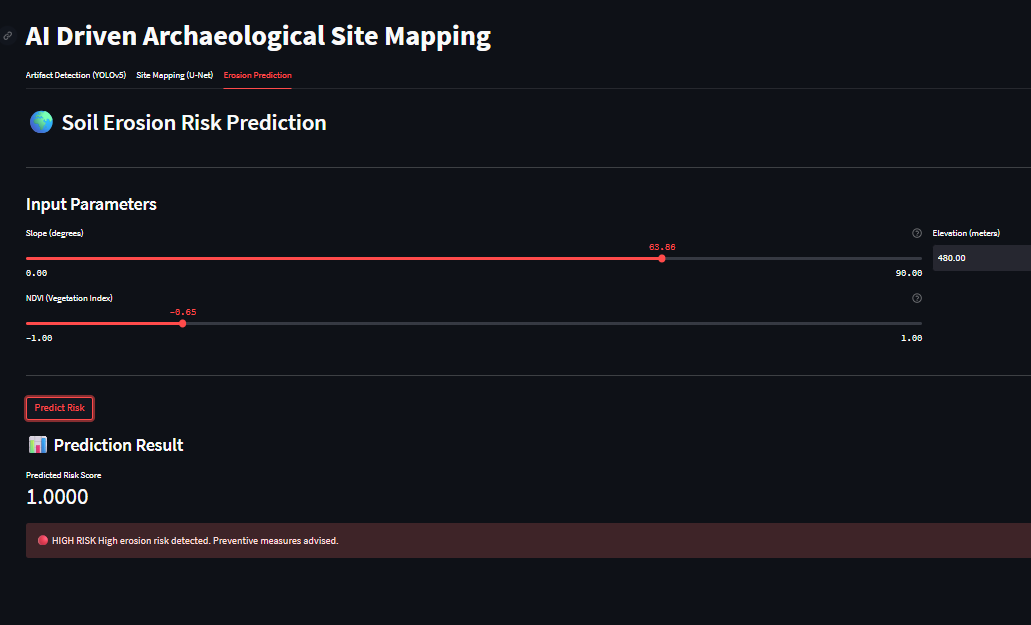 AI Driven Archaeological Site Mapping
Artifact Detection (YOLOv5) Site Mapping (U-Net) Erosion Prediction
Soil Erosion Risk Prediction
Input Parameters
Slope (degrees)
63.86
0.00 90.00
Elevation (meters)
480.00
NDVI (Vegetation Index)
-0.65
-1.00 1.00
Predict Risk
Prediction Result
Predicted Risk Score
1.0000
HIGH RISK High erosion risk detected. Preventive measures advised.